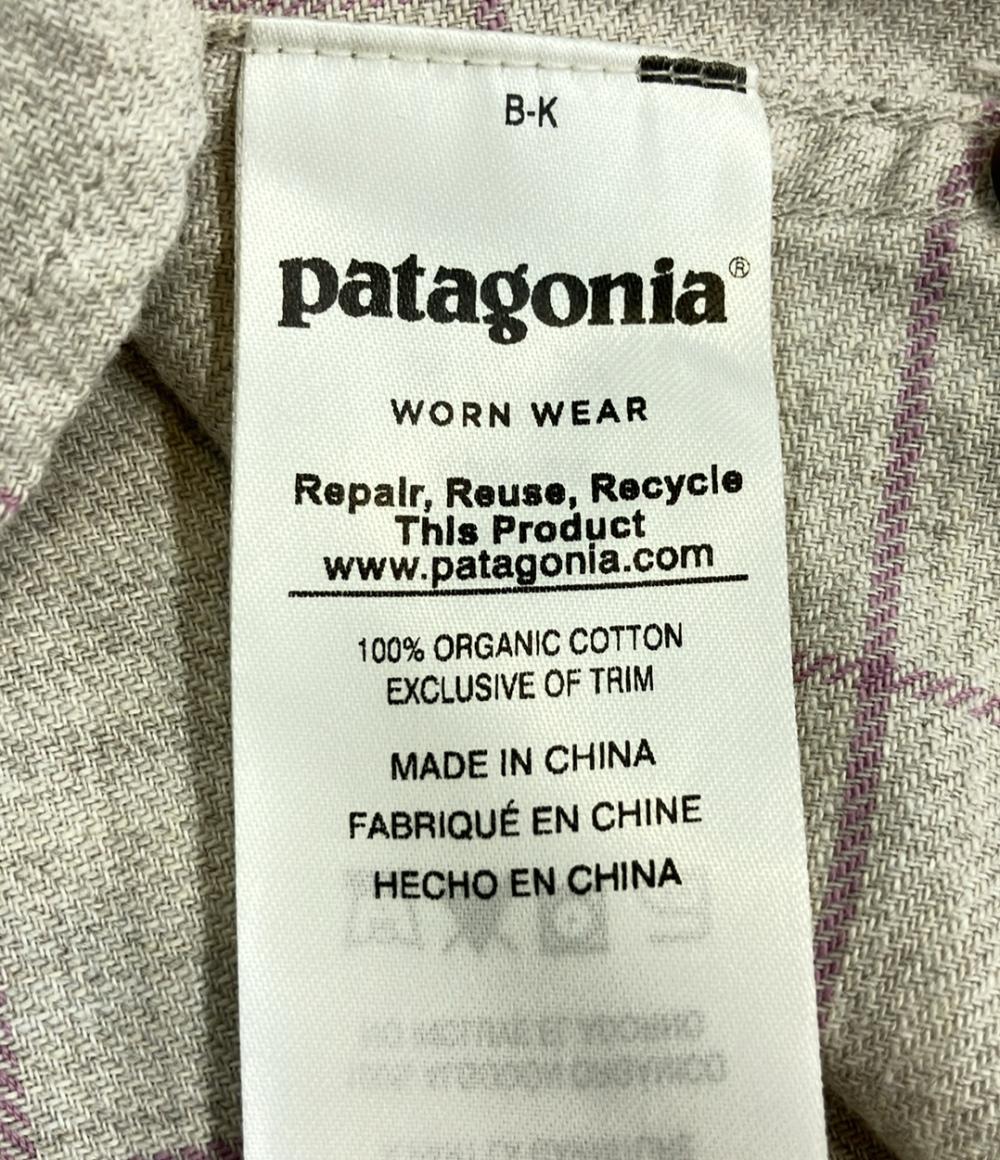 B-K
patagonia®
WORN WEAR
Repair, Reuse, Recycle
This Product
www.patagonia.com
100% ORGANIC COTTON
EXCLUSIVE OF TRIM
MADE IN CHINA
FABRIQUÉ EN CHINE
HECHO EN CHINA